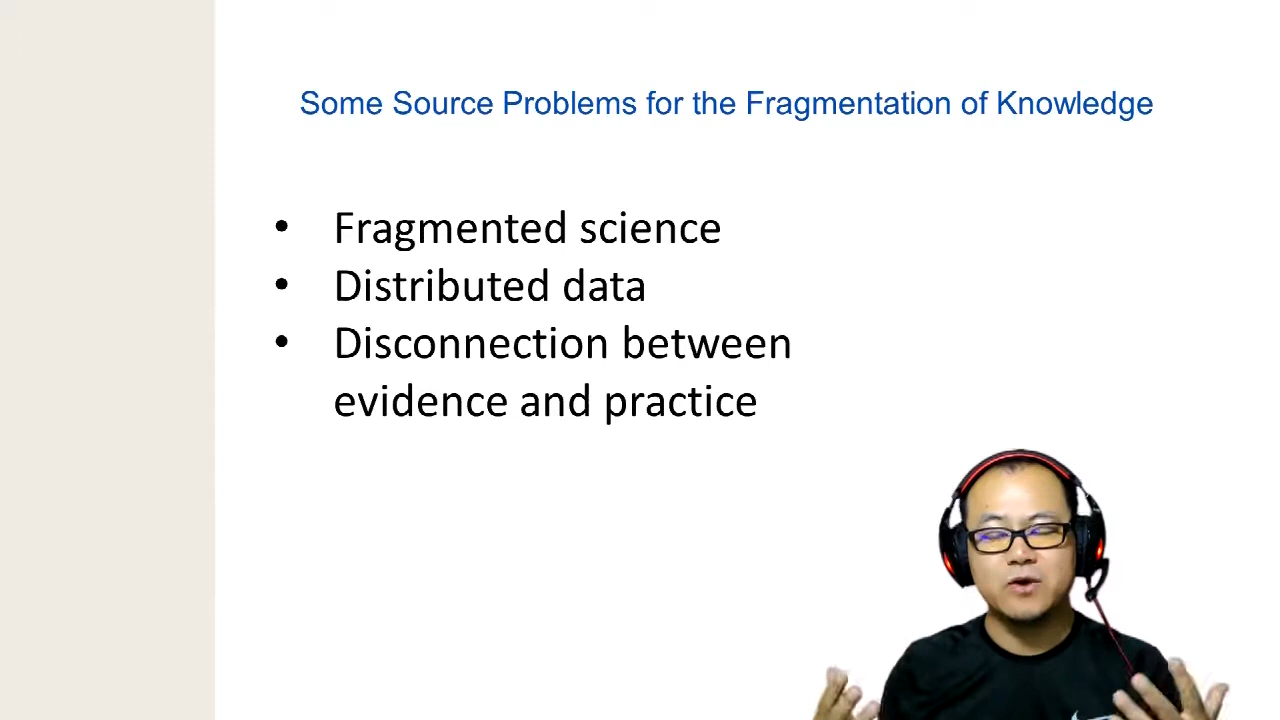 Some Source Problems for the Fragmentation of Knowledge
• Fragmented science
• Distributed data
• Disconnection between
evidence and practice